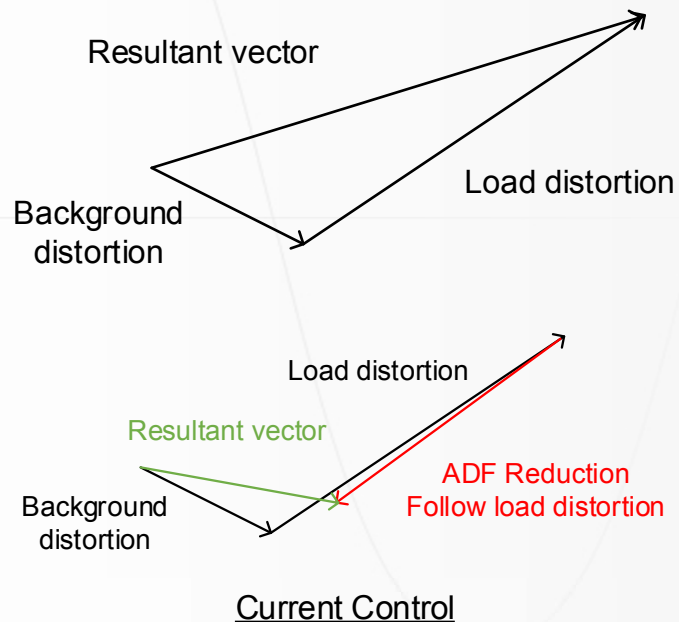 Resultant vector
Load distortion
Background
distortion
Load distortion
Resultant vector
ADF Reduction
Follow load distortion
Background
distortion
Current Control